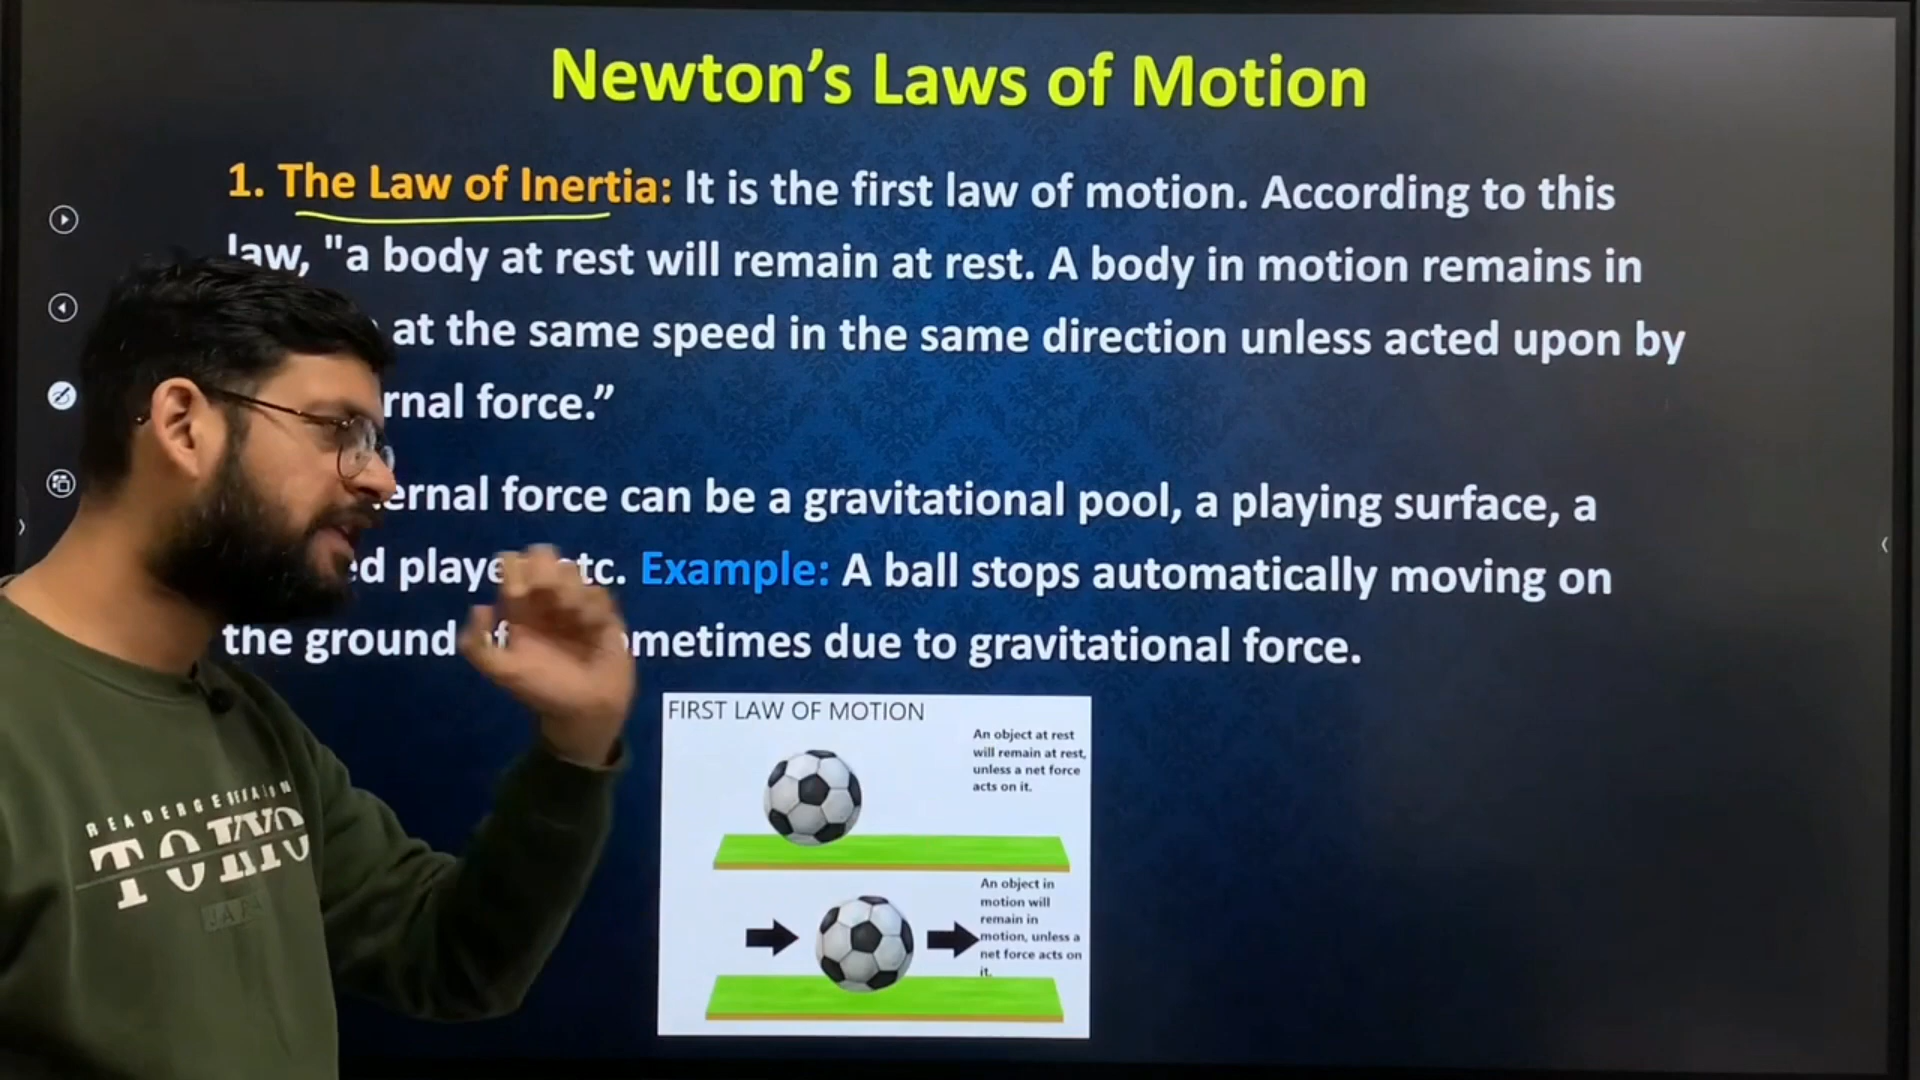 Newton's Laws of Motion
1. The Law of Inertia: It is the first law of motion. According to this
law, "a body at rest will remain at rest. A body in motion remains in
at the same speed in the same direction unless acted upon by
rnal force.”
ernal force can be a gravitational pool, a playing surface, a
ed playe tc. Example: A ball stops automatically moving on
the ground metimes due to gravitational force.
FIRST LAW OF MOTION
An object at rest
will remain at rest,
unless a net force
acts on it.
An object in
motion will
remain in
motion, unless a
net force acts on
it.
TOKYO
JAPA